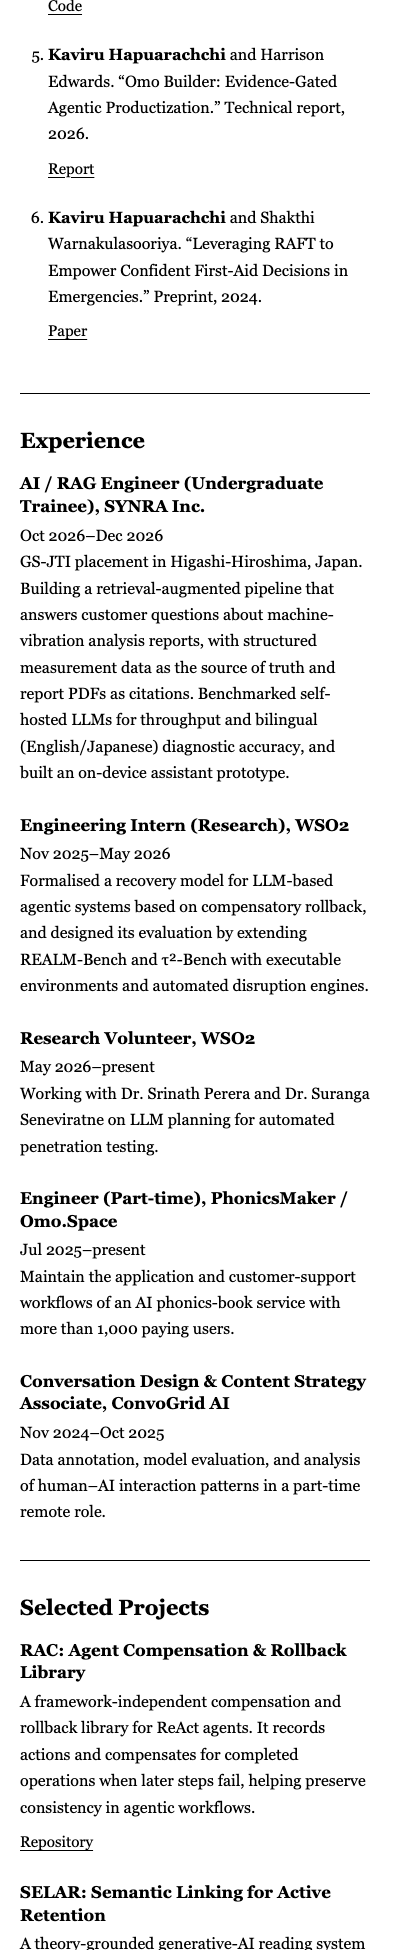 Code
5. Kaviru Hapuarachchi and Harrison
Edwards. “Omo Builder: Evidence-Gated
Agentic Productization.” Technical report,
2026.
Report
6. Kaviru Hapuarachchi and Shakthi
Warnakulasooriya. “Leveraging RAFT to
Empower Confident First-Aid Decisions in
Emergencies.” Preprint, 2024.
Paper
Experience
AI / RAG Engineer (Undergraduate
Trainee), SYNRA Inc.
Oct 2026–Dec 2026
GS-JTI placement in Higashi-Hiroshima, Japan.
Building a retrieval-augmented pipeline that
answers customer questions about machine-
vibration analysis reports, with structured
measurement data as the source of truth and
report PDFs as citations. Benchmarked self-
hosted LLMs for throughput and bilingual
(English/Japanese) diagnostic accuracy, and
built an on-device assistant prototype.
Engineering Intern (Research), WSO2
Nov 2025–May 2026
Formalised a recovery model for LLM-based
agentic systems based on compensatory rollback,
and designed its evaluation by extending
REALM-Bench and τ²-Bench with executable
environments and automated disruption engines.
Research Volunteer, WSO2
May 2026–present
Working with Dr. Srinath Perera and Dr. Suranga
Seneviratne on LLM planning for automated
penetration testing.
Engineer (Part-time), PhonicsMaker /
Omo.Space
Jul 2025–present
Maintain the application and customer-support
workflows of an AI phonics-book service with
more than 1,000 paying users.
Conversation Design & Content Strategy
Associate, ConvoGrid AI
Nov 2024–Oct 2025
Data annotation, model evaluation, and analysis
of human–AI interaction patterns in a part-time
remote role.
Selected Projects
RAC: Agent Compensation & Rollback
Library
A framework-independent compensation and
rollback library for ReAct agents. It records
actions and compensates for completed
operations when later steps fail, helping preserve
consistency in agentic workflows.
Repository
SELAR: Semantic Linking for Active
Retention
A theory-grounded generative-AI reading system